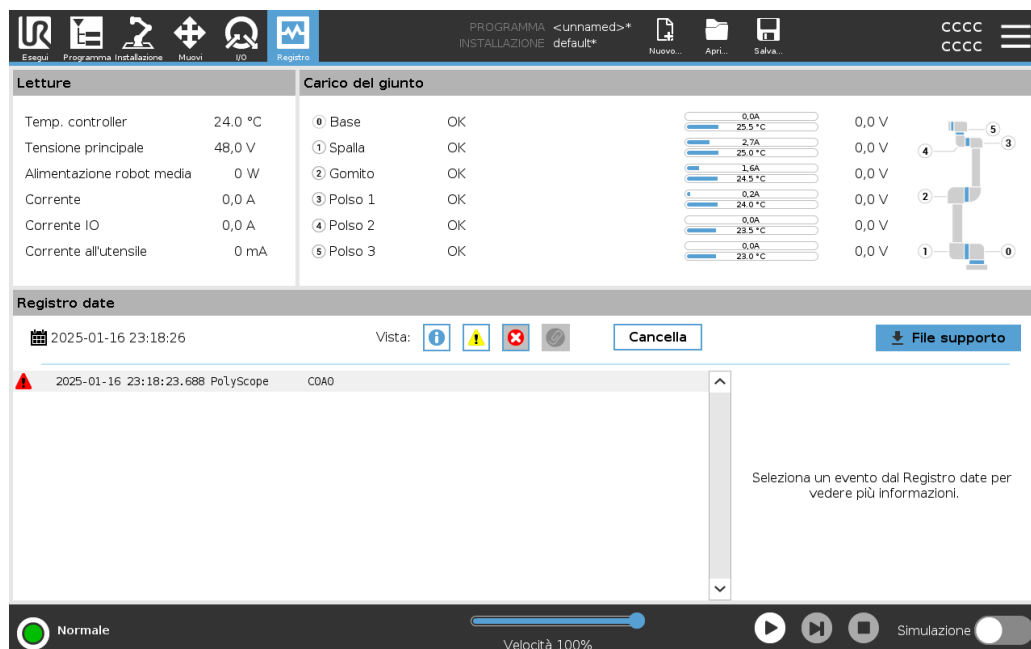 PROGRAMMA <unnamed>*
INSTALLAZIONE default*
Esegui Programma Installazione Muovi I/O Registro Nuovo... Apri... Salva...
CCCC
CCCC
Letture Carico del giunto
Temp. controller 24.0 °C
Tensione principale 48,0 V
Alimentazione robot media 0 W
Corrente 0,0 A
Corrente IO 0,0 A
Corrente all'utensile 0 mA
0 Base OK 0,0A 25.5 °C 0,0 V
1 Spalla OK 2,7A 25.0 °C 0,0 V
2 Gomito OK 1,6A 24.5 °C 0,0 V
3 Polso 1 OK 0,2A 24.0 °C 0,0 V
4 Polso 2 OK 0,0A 23.5 °C 0,0 V
5 Polso 3 OK 0,0A 23.0 °C 0,0 V
5
3
4
2
1 0
Registro date
2025-01-16 23:18:26 Vista: Cancella File supporto
2025-01-16 23:18:23.688 PolyScope C0A0
Seleziona un evento dal Registro date per
vedere più informazioni.
Normale Velocità 100% Simulazione